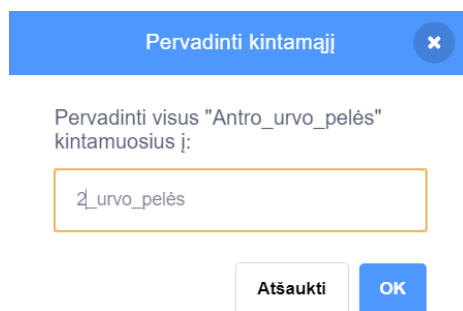 Pervadinti kintamąjį
Pervadinti visus "Antro_urvo_pelės"
kintamuosius į:
2_urvo_pelės
Atšaukti OK